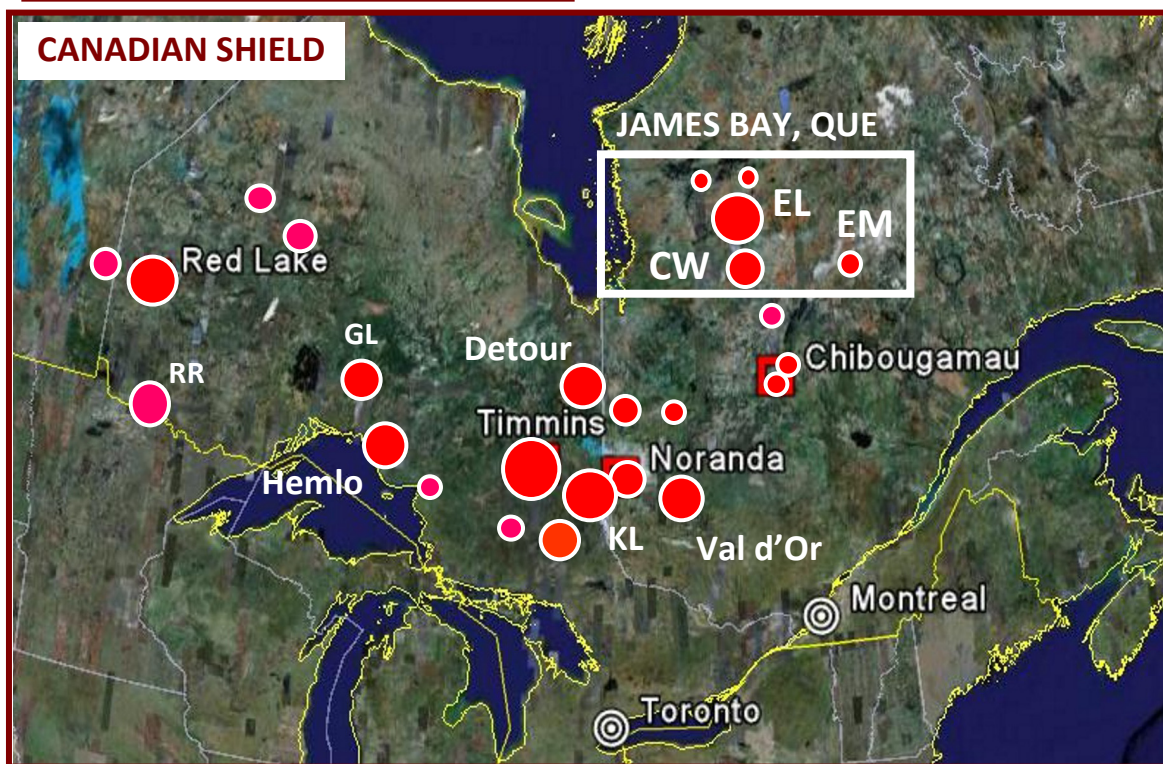 CANADIAN SHIELD
JAMES BAY, QUE
EL
EM
CW
Red Lake
GL
Detour
Chibougamau
RR
Timmins
Noranda
Hemlo
KL
Val d’Or
Montreal
Toronto